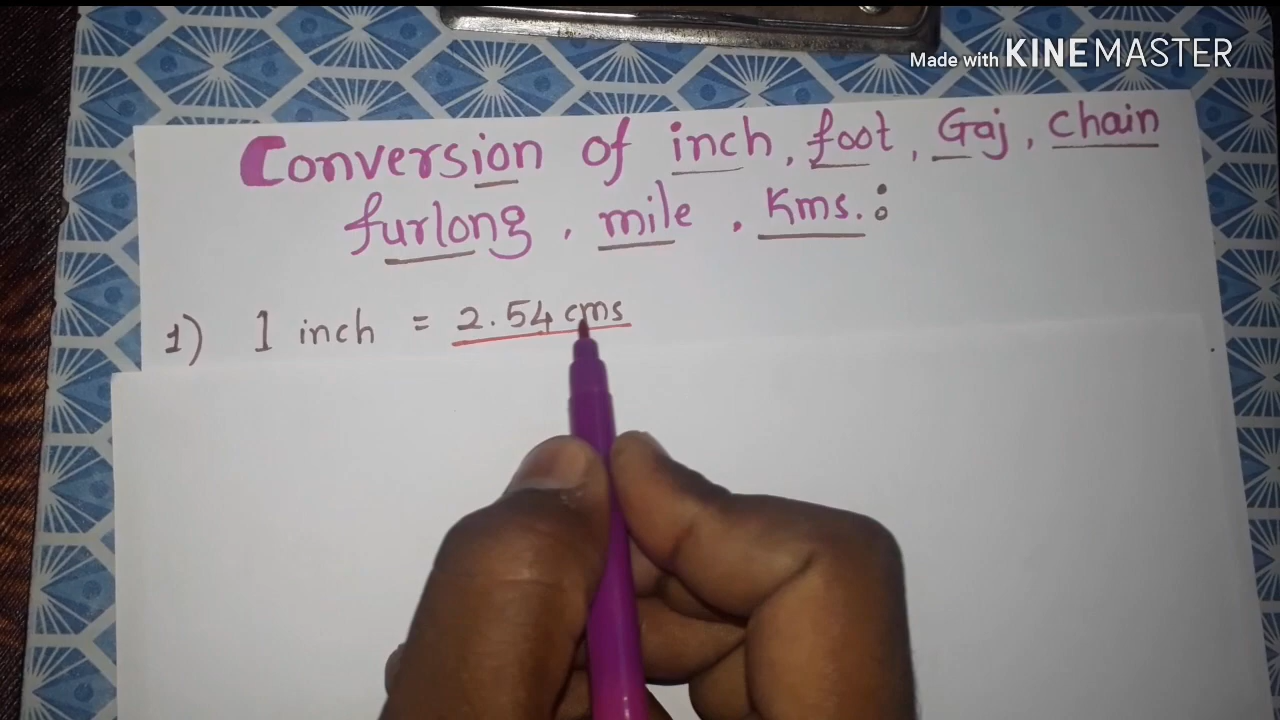 Made with KINEMASTER
Conversion of inch, foot, Gaj, chain
furlong, mile, Kms.:
1) 1 inch = 2.54 cms